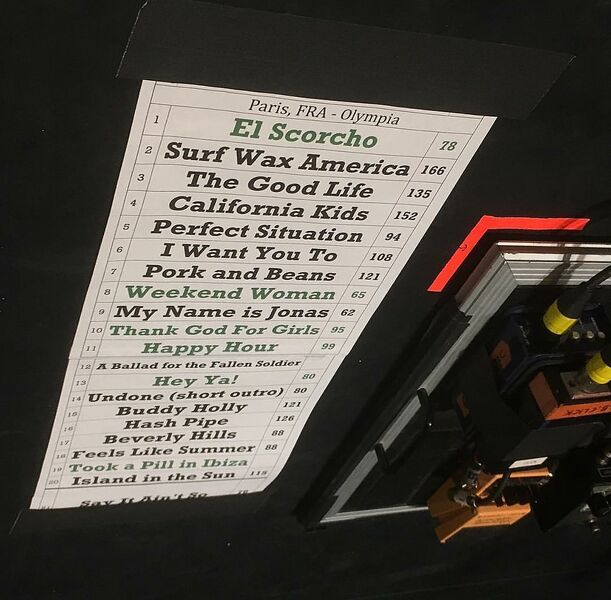 Paris, FRA - Olympia
1 El Scorcho 78
2 Surf Wax America 166
3 The Good Life 135
4 California Kids 152
5 Perfect Situation 94
6 I Want You To 108
7 Pork and Beans 121
8 Weekend Woman 65
9 My Name is Jonas 62
10 Thank God For Girls 95
11 Happy Hour 99
12 A Ballad for the Fallen Soldier
13 Hey Ya! 80
14 Undone (short outro) 80
15 Buddy Holly 121
16 Hash Pipe 126
17 Beverly Hills 88
18 Feels Like Summer 88
19 Took a Pill in Ibiza
20 Island in the Sun 115
21 Say It Ain't So